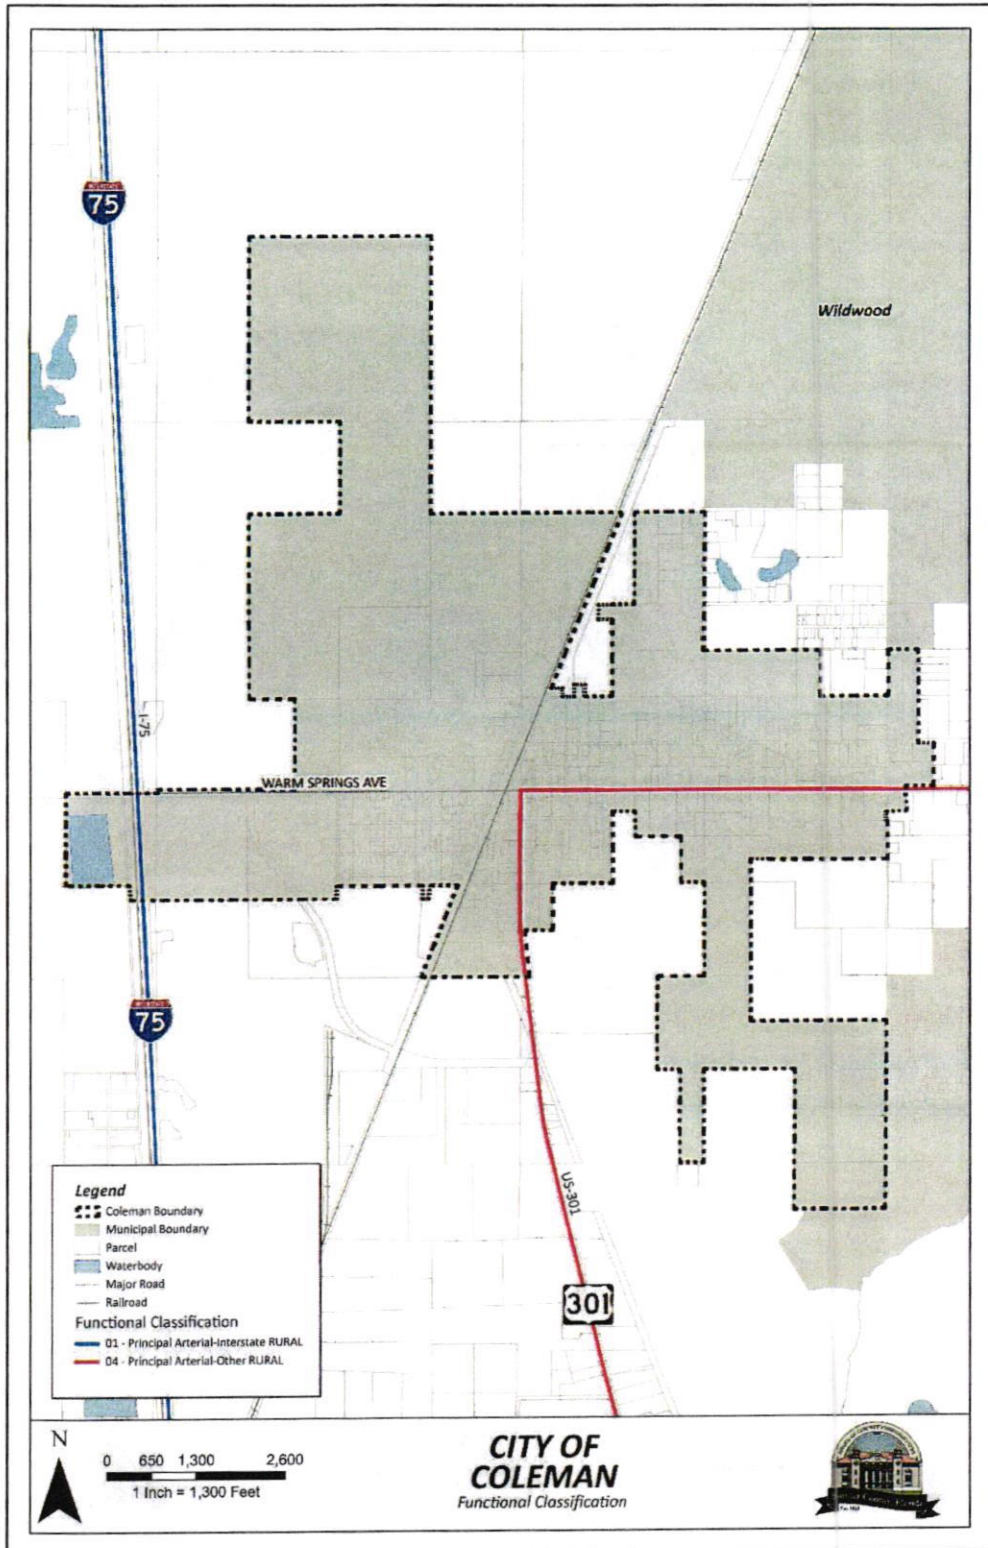 INTERSTATE
75
Wildwood
I-75
WARM SPRINGS AVE
INTERSTATE
75
US-301
301
Legend
Coleman Boundary
Municipal Boundary
Parcel
Waterbody
Major Road
Railroad
Functional Classification
01 - Principal Arterial-Interstate RURAL
04 - Principal Arterial-Other RURAL
N
0 650 1,300 2,600
1 Inch = 1,300 Feet
CITY OF
COLEMAN
Functional Classification